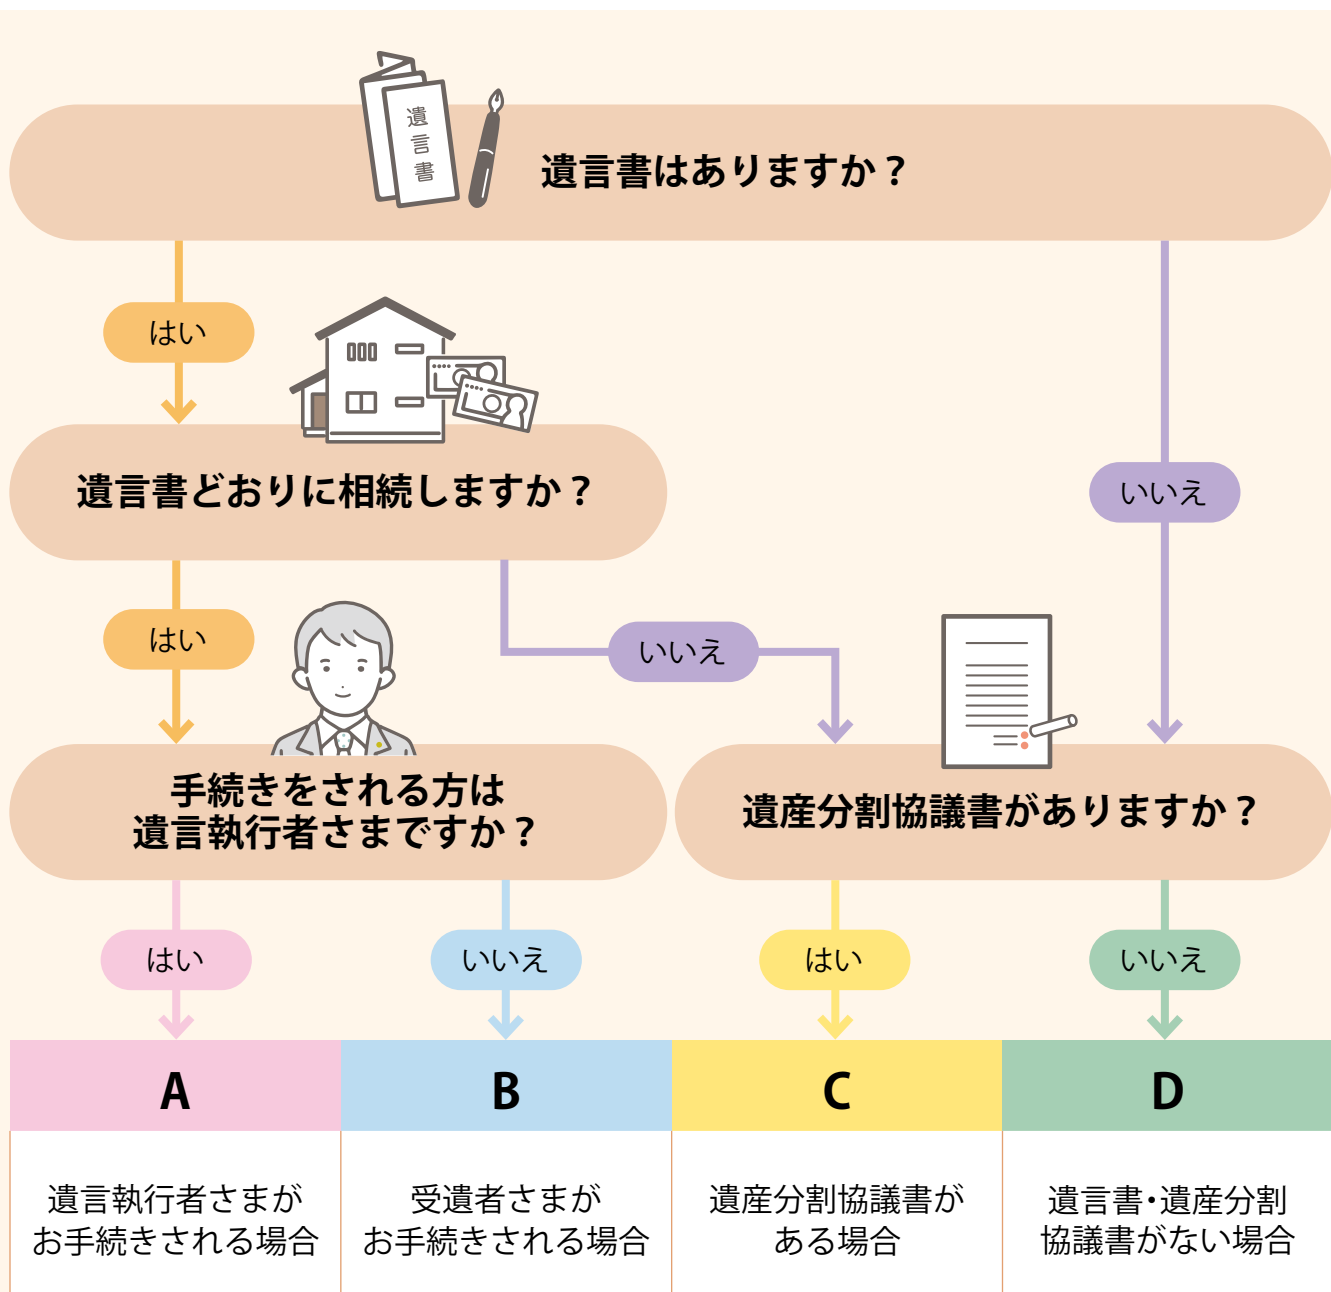 遺言書
遺言書はありますか？
はい
遺言書どおりに相続しますか？
いいえ
はい
いいえ
手続きをされる方は
遺言執行者さまですか？
遺産分割協議書がありますか？
はい
いいえ
はい
いいえ
A
B
C
D
遺言執行者さまが
お手続きされる場合
受遺者さまが
お手続きされる場合
遺産分割協議書が
ある場合
遺言書・遺産分割
協議書がない場合